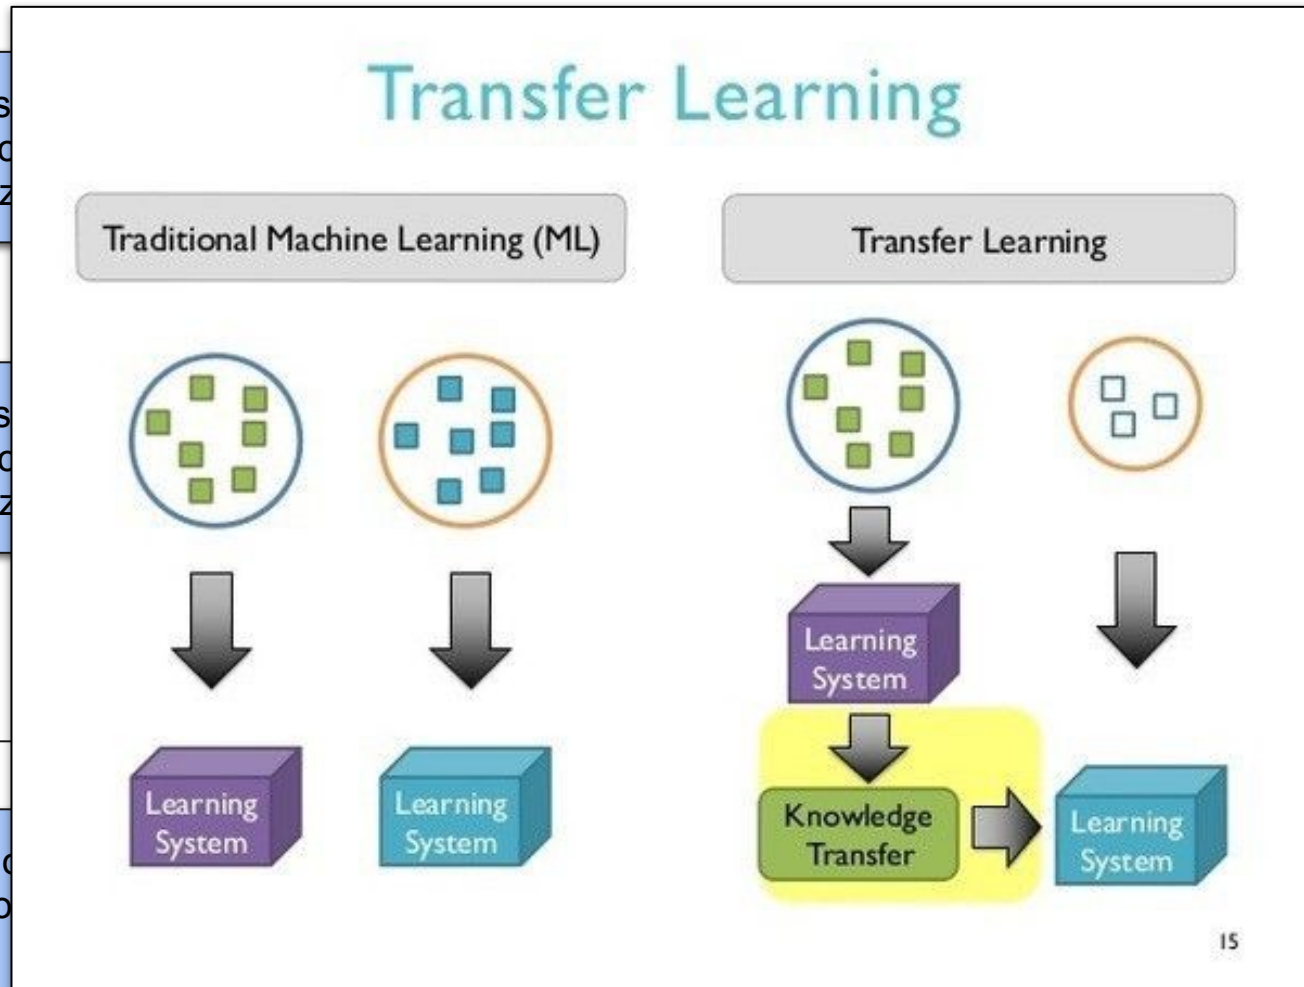 Transfer Learning
Traditional Machine Learning (ML)
Transfer Learning
Learning
System
Learning
System
Learning
System
Knowledge
Transfer
Learning
System
15